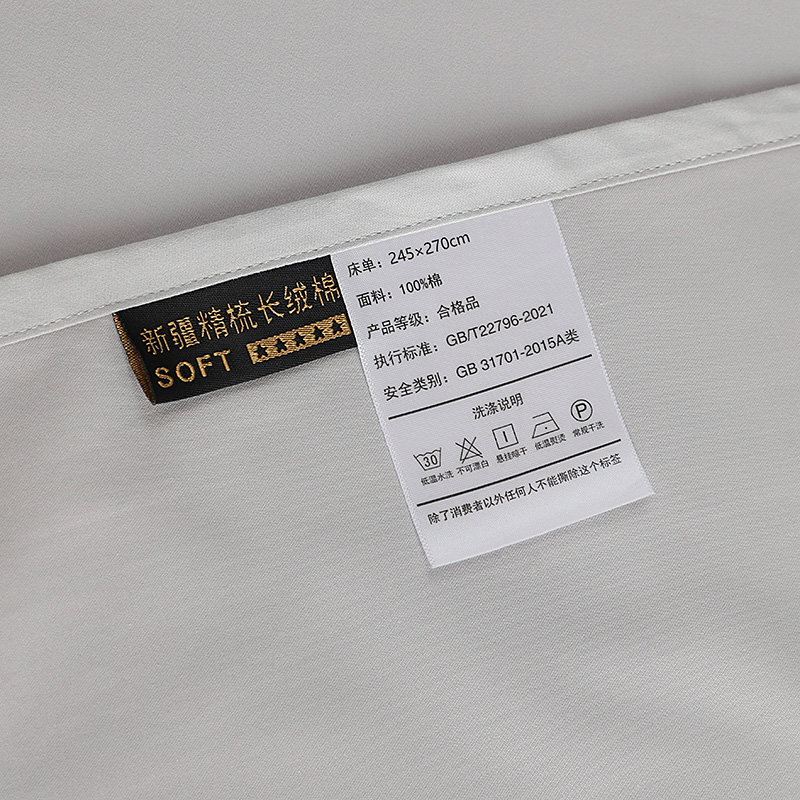 新疆精梳长绒棉
SOFT ★★★★★
床单：245×270cm
面料：100%棉
产品等级：合格品
执行标准：GB/T22796-2021
安全类别：GB 31701-2015A类
洗涤说明
30 P
低温水洗 不可漂白 悬挂晾干 低温熨烫 常规干洗
除了消费者以外任何人不能撕除这个标签